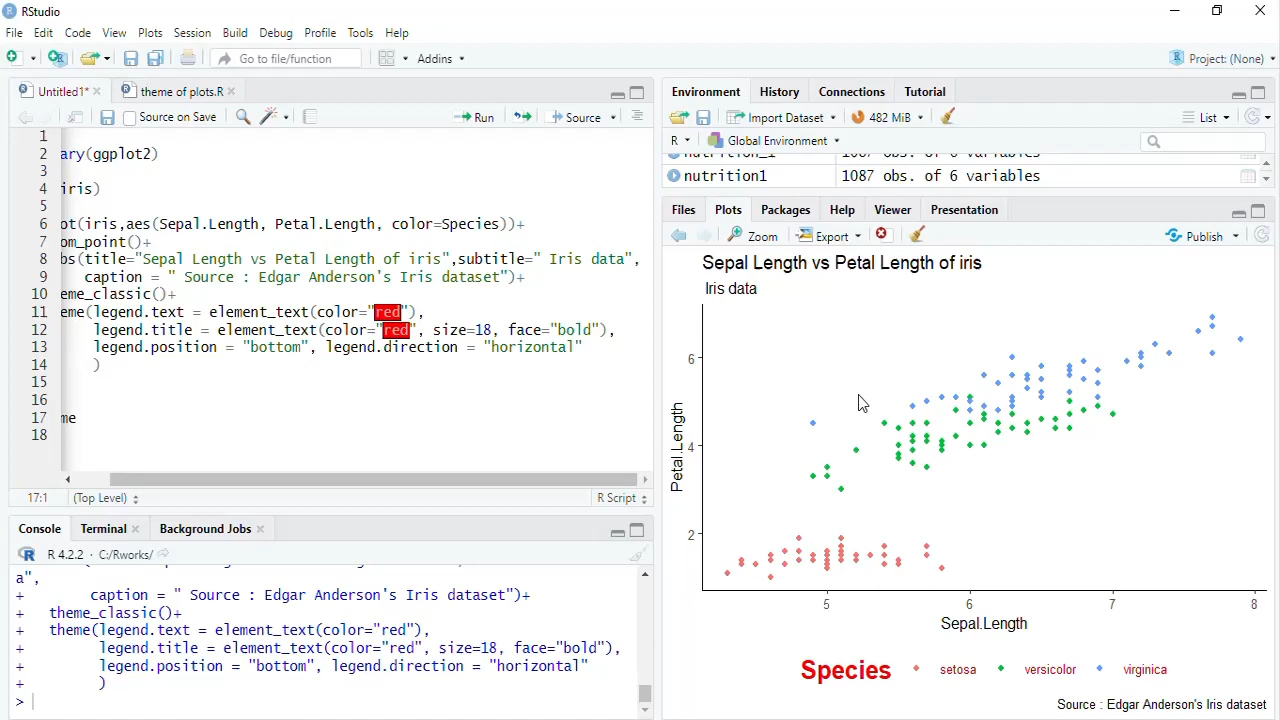 RStudio
File Edit Code View Plots Session Build Debug Profile Tools Help
Go to file/function Addins Project: (None)
Untitled1* theme of plots.R
Source on Save Run Source
1
2 ary(ggplot2)
3
4 iris)
5
6 ot(iris,aes(Sepal.Length, Petal.Length, color=Species))+
7 om_point()+
8 bs(title="Sepal Length vs Petal Length of iris",subtitle=" Iris data",
9 caption = " Source : Edgar Anderson's Iris dataset")+
10 eme_classic()+
11 eme(legend.text = element_text(color="red"),
12 legend.title = element_text(color="red", size=18, face="bold"),
13 legend.position = "bottom", legend.direction = "horizontal"
14 )
15
16
17 me
18
17:1 (Top Level) R Script
Console Terminal Background Jobs
R 4.2.2 · C:/Rworks/
a",
+ caption = " Source : Edgar Anderson's Iris dataset")+
+ theme_classic()+
+ theme(legend.text = element_text(color="red"),
+ legend.title = element_text(color="red", size=18, face="bold"),
+ legend.position = "bottom", legend.direction = "horizontal"
+ )
>
Environment History Connections Tutorial
Import Dataset 482 MiB List
R Global Environment
nutrition_1 1087 obs. of 6 variables
nutrition1 1087 obs. of 6 variables
Files Plots Packages Help Viewer Presentation
Zoom Export Publish
Sepal Length vs Petal Length of iris
Iris data
6
4
2
Petal.Length
5 6 7 8
Sepal.Length
Species setosa versicolor virginica
Source : Edgar Anderson's Iris dataset